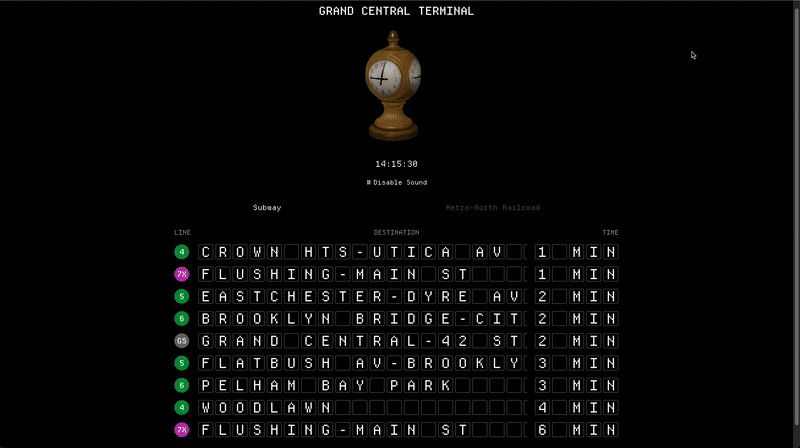 GRAND CENTRAL TERMINAL
14:15:30
Disable Sound
Subway Metro-North Railroad
LINE DESTINATION TIME
4 CROWN HTS-UTICA AV 1 MIN
7X FLUSHING-MAIN ST 1 MIN
5 EASTCHESTER-DYRE AV 2 MIN
6 BROOKLYN BRIDGE-CIT 2 MIN
GS GRAND CENTRAL-42 ST 2 MIN
5 FLATBUSH AV-BROOKLY 3 MIN
6 PELHAM BAY PARK 3 MIN
4 WOODLAWN 4 MIN
7X FLUSHING-MAIN ST 6 MIN